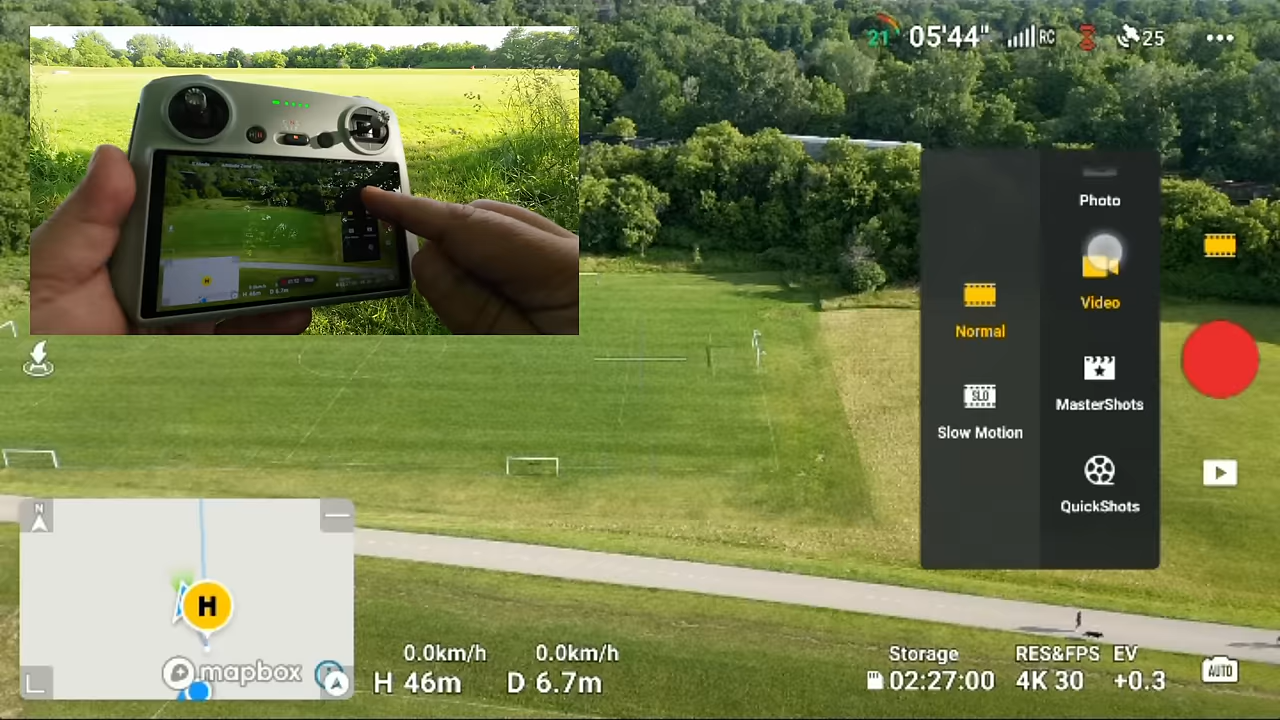 21 05'44" RC 25
Photo
Video
Normal
MasterShots
SLO
Slow Motion
QuickShots
N
H
mapbox
0.0km/h 0.0km/h
H 46m D 6.7m
Storage RES&FPS EV
02:27:00 4K 30 +0.3
AUTO